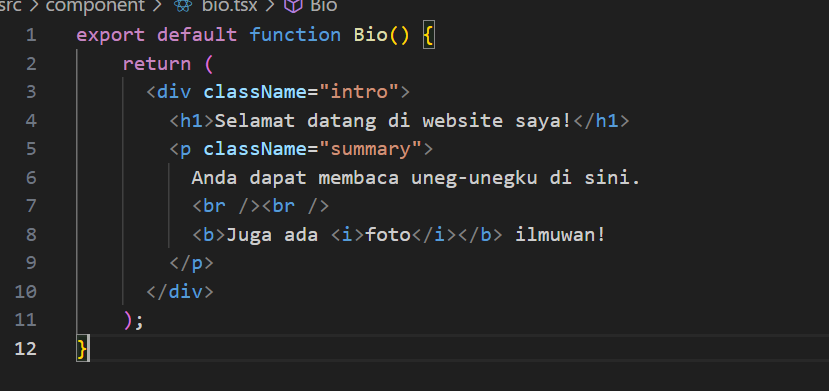 src > component > bio.tsx > Bio
1 export default function Bio() {
2 return (
3 <div className="intro">
4 <h1>Selamat datang di website saya!</h1>
5 <p className="summary">
6 Anda dapat membaca uneg-unegku di sini.
7 <br /><br />
8 <b>Juga ada <i>foto</i></b> ilmuwan!
9 </p>
10 </div>
11 );
12 }